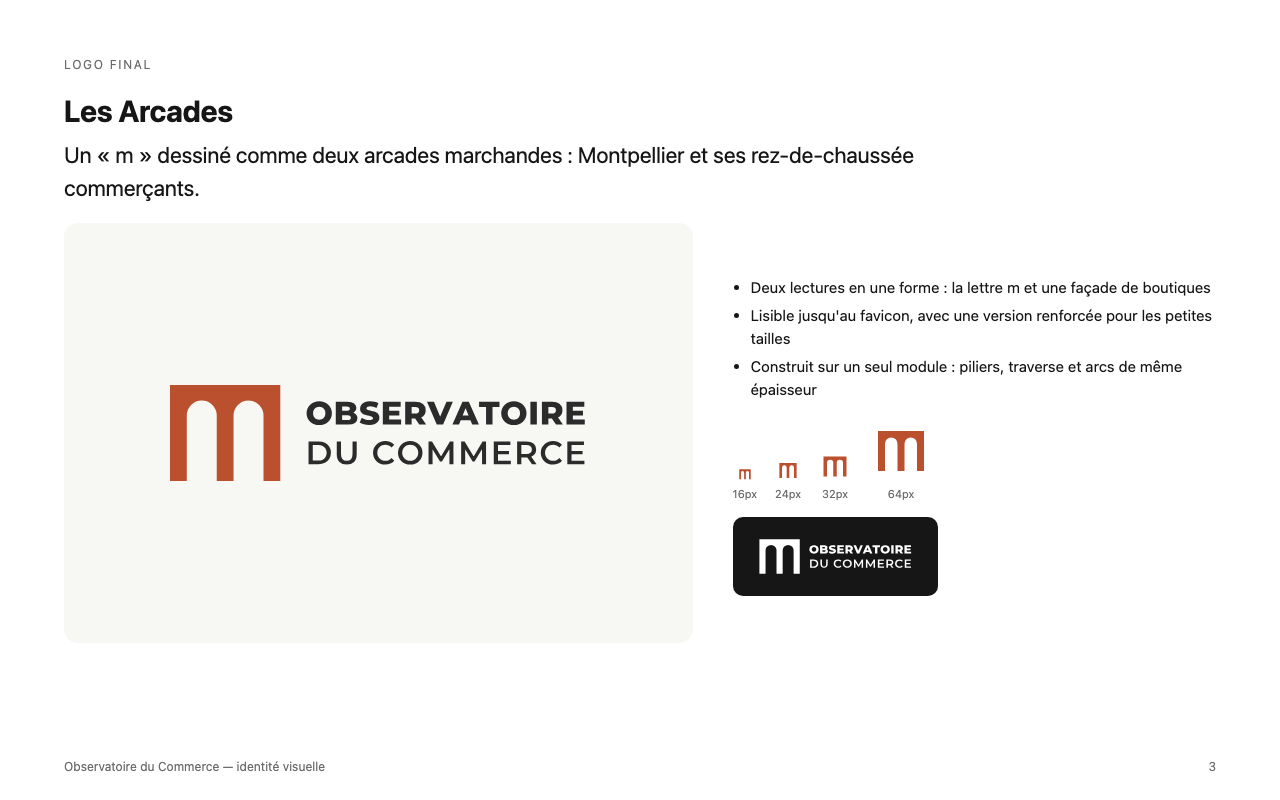 LOGO FINAL
Les Arcades
Un « m » dessiné comme deux arcades marchandes : Montpellier et ses rez-de-chaussée
commerçants.
OBSERVATOIRE
DU COMMERCE
• Deux lectures en une forme : la lettre m et une façade de boutiques
• Lisible jusqu'au favicon, avec une version renforcée pour les petites
tailles
• Construit sur un seul module : piliers, traverse et arcs de même
épaisseur
16px 24px 32px 64px
OBSERVATOIRE
DU COMMERCE
Observatoire du Commerce — identité visuelle
3